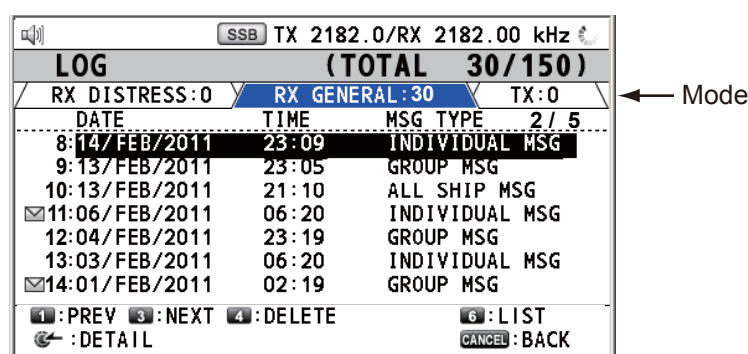 SSB TX 2182.0/RX 2182.00 kHz
LOG (TOTAL 30/150)
RX DISTRESS:0 RX GENERAL:30 TX:0
Mode
DATE TIME MSG TYPE 2/ 5
8:14/FEB/2011 23:09 INDIVIDUAL MSG
9:13/FEB/2011 23:05 GROUP MSG
10:13/FEB/2011 21:10 ALL SHIP MSG
11:06/FEB/2011 06:20 INDIVIDUAL MSG
12:04/FEB/2011 23:19 GROUP MSG
13:03/FEB/2011 06:20 INDIVIDUAL MSG
14:01/FEB/2011 02:19 GROUP MSG
1:PREV 3:NEXT 4:DELETE 6:LIST
:DETAIL CANCEL:BACK